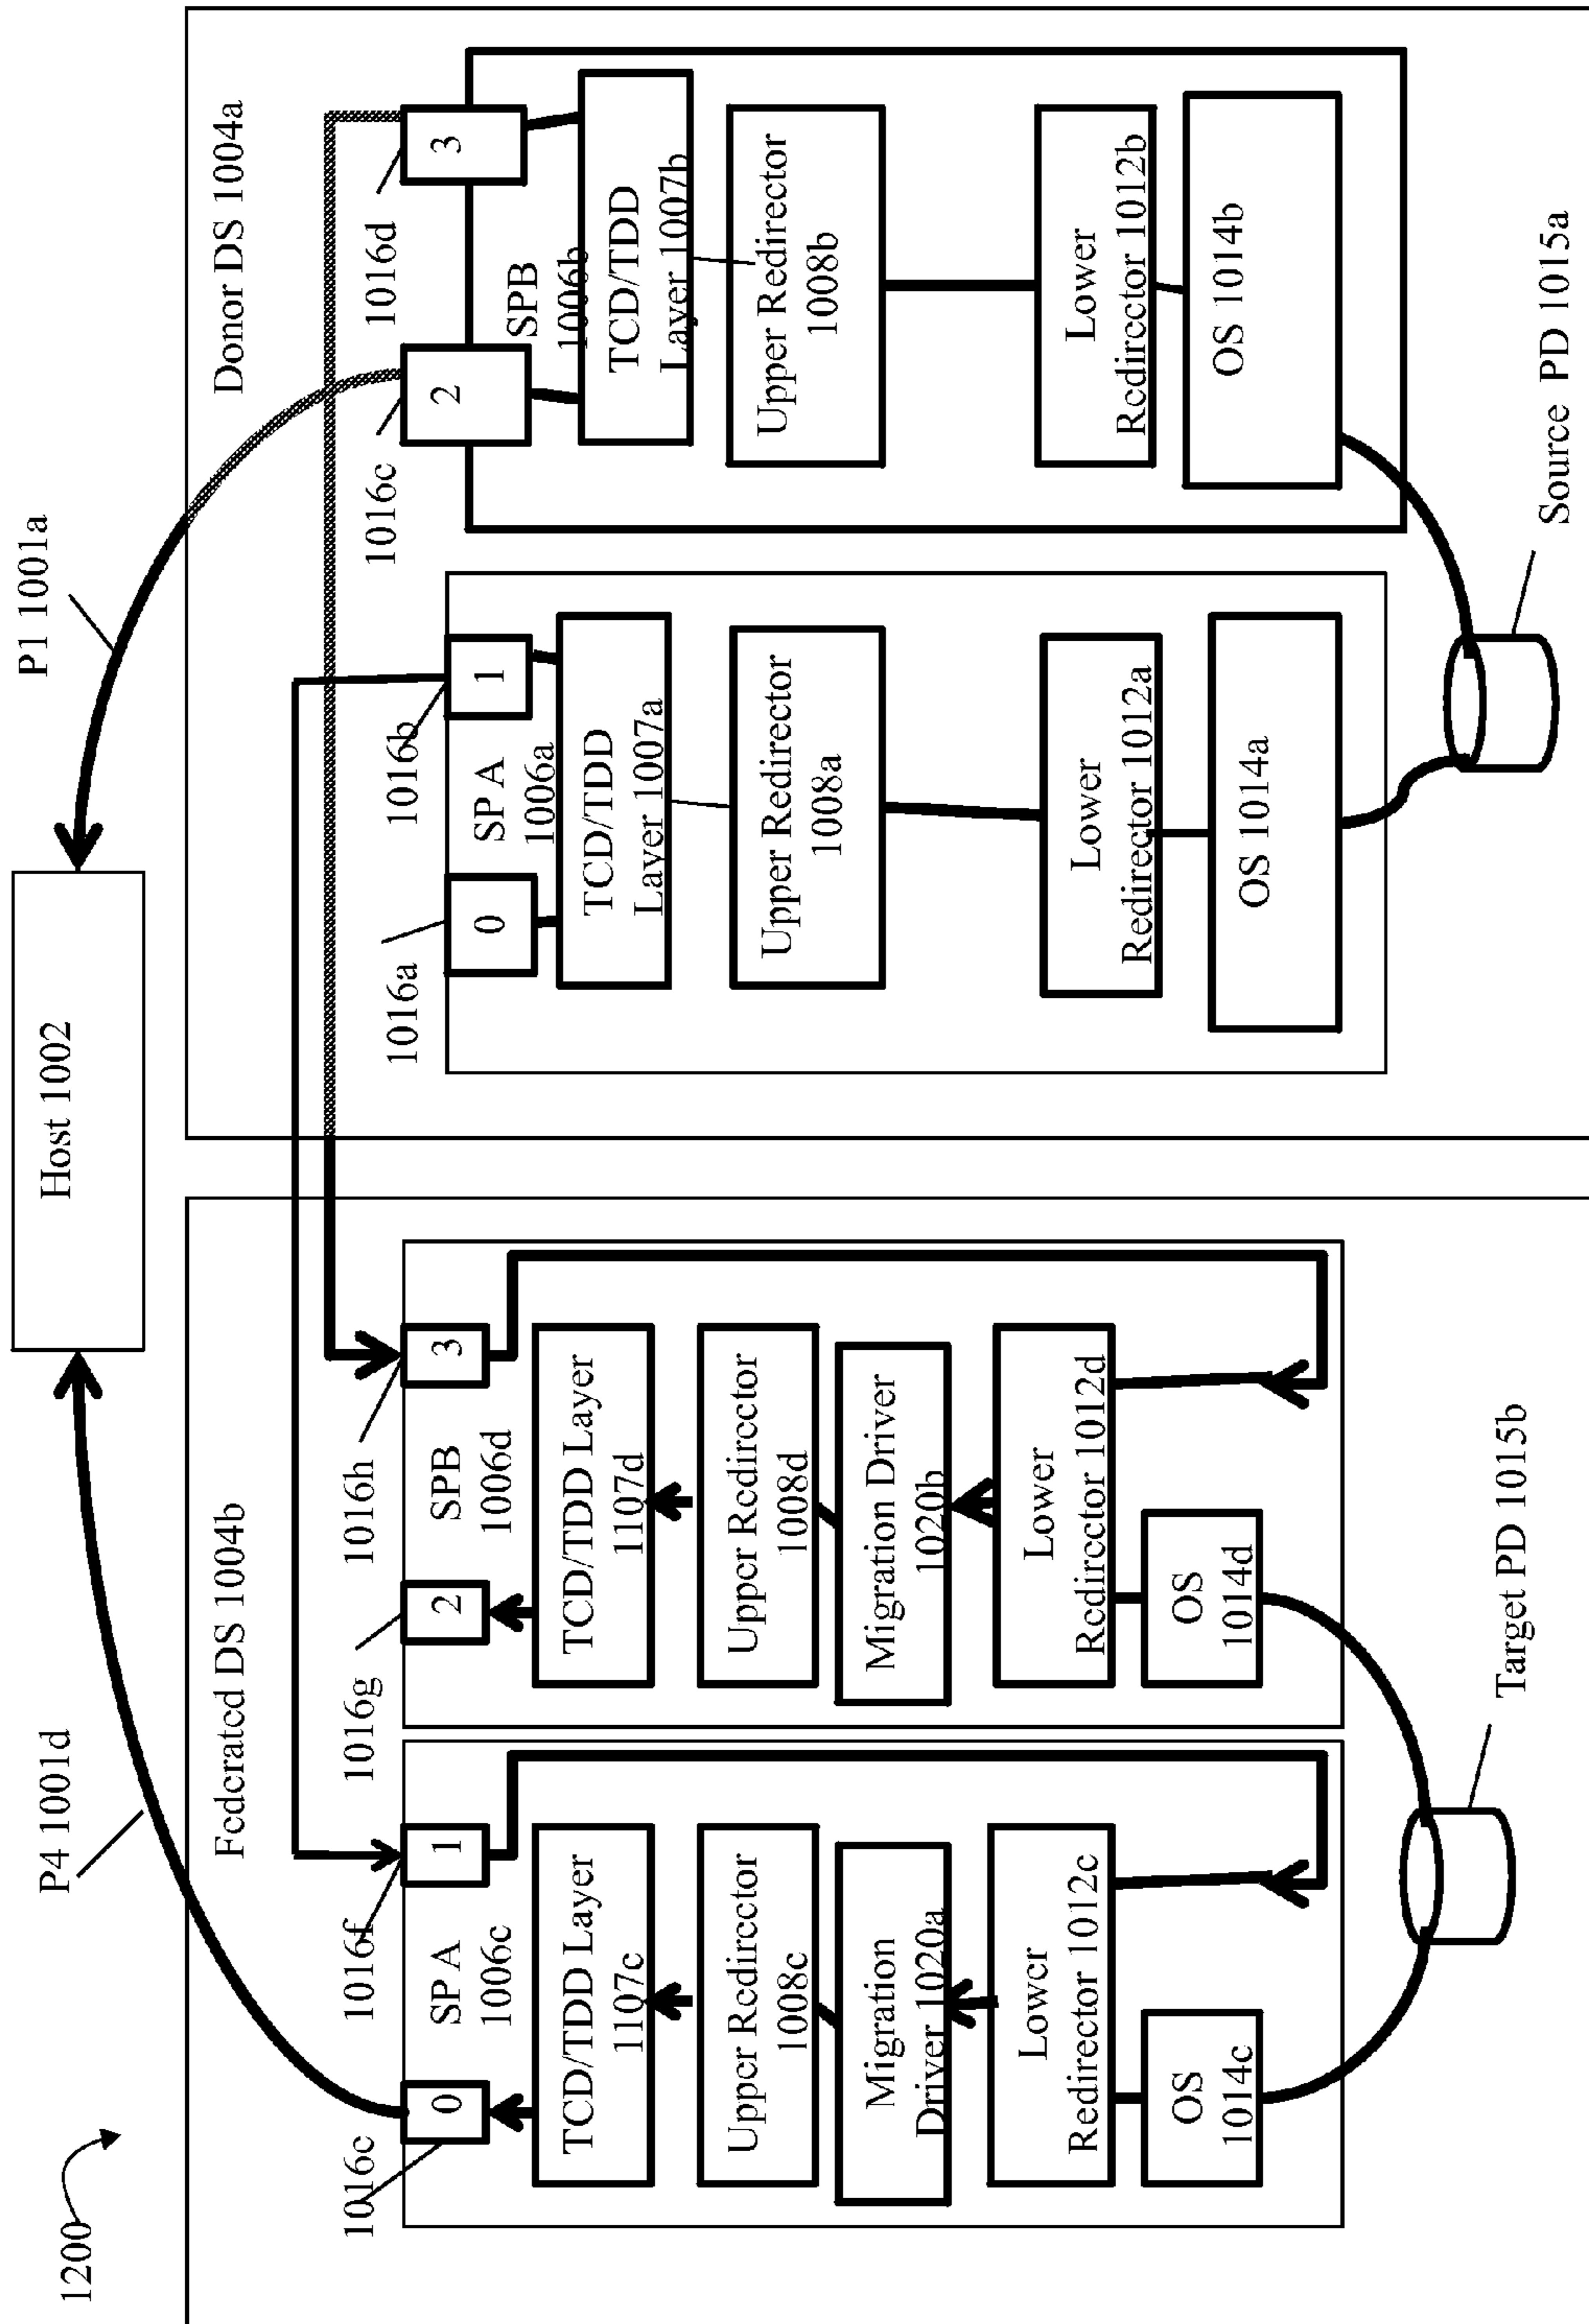 1200
P4 1001d
Host 1002
P1 1001a
Federated DS 1004b
Donor DS 1004a
1016e
0
1016f
1
SP A
1006c
TCD/TDD Layer
1107c
Upper Redirector
1008c
Migration
Driver 1020a
Lower
Redirector 1012c
OS
1014c
1016g
2
1016h
3
SPB
1006d
TCD/TDD Layer
1107d
Upper Redirector
1008d
Migration Driver
1020b
Lower
Redirector 1012d
OS
1014d
Target PD 1015b
1016a
0
1016b
1
SP A
1006a
TCD/TDD
Layer 1007a
Upper Redirector
1008a
Lower
Redirector 1012a
OS 1014a
1016c
2
1016d
3
SPB
1006b
TCD/TDD
Layer 1007b
Upper Redirector
1008b
Lower
Redirector 1012b
OS 1014b
Source PD 1015a